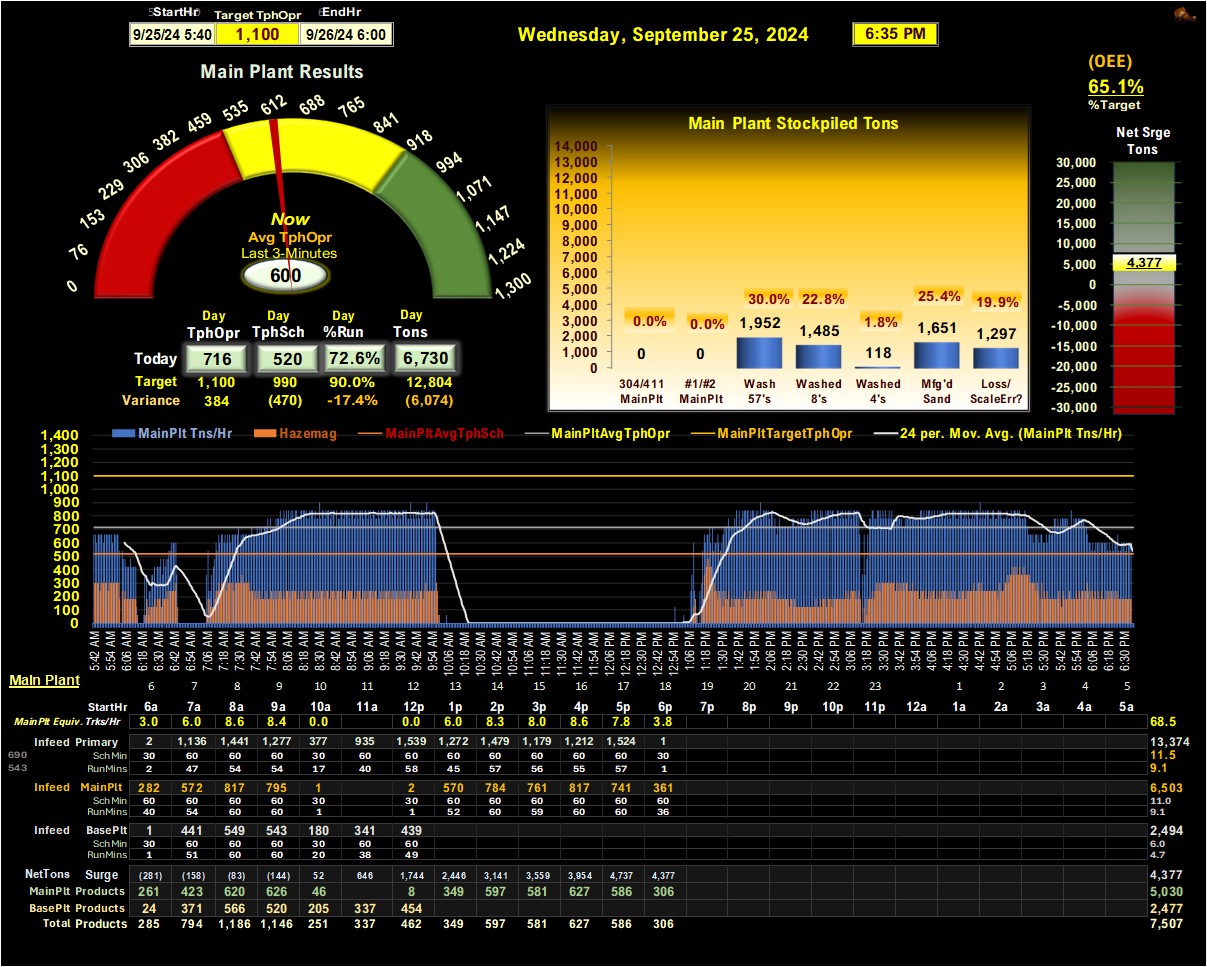 StartHr Target TphOpr EndHr
9/25/24 5:40 1,100 9/26/24 6:00
Wednesday, September 25, 2024 6:35 PM
(OEE)
65.1%
%Target
Main Plant Results
0 76 153 229 306 382 459 535 612 688 765 841 918 994 1,071 1,147 1,224 1,300
Now
Avg TphOpr
Last 3-Minutes
600
Day Day Day Day
TphOpr TphSch %Run Tons
Today 716 520 72.6% 6,730
Target 1,100 990 90.0% 12,804
Variance 384 (470) -17.4% (6,074)
Main Plant Stockpiled Tons
14,000
13,000
12,000
11,000
10,000
9,000
8,000
7,000
6,000
5,000
4,000
3,000
2,000
1,000
0
0.0% 0.0% 30.0% 22.8% 1.8% 25.4% 19.9%
0 0 1,952 1,485 118 1,651 1,297
304/411 #1/#2 Wash Washed Washed Mfg'd Loss/
MainPlt MainPlt 57's 8's 4's Sand ScaleErr?
Net Srge
Tons
30,000
25,000
20,000
15,000
10,000
5,000
0
-5,000
-10,000
-15,000
-20,000
-25,000
-30,000
4,377
MainPlt Tns/Hr Hazemag MainPltAvgTphSch MainPltAvgTphOpr MainPltTargetTphOpr 24 per. Mov. Avg. (MainPlt Tns/Hr)
1,400
1,300
1,200
1,100
1,000
900
800
700
600
500
400
300
200
100
0
5:42 AM 5:54 AM 6:06 AM 6:18 AM 6:30 AM 6:42 AM 6:54 AM 7:06 AM 7:18 AM 7:30 AM 7:42 AM 7:54 AM 8:06 AM 8:18 AM 8:30 AM 8:42 AM 8:54 AM 9:06 AM 9:18 AM 9:30 AM 9:42 AM 9:54 AM 10:06 AM 10:18 AM 10:30 AM 10:42 AM 10:54 AM 11:06 AM 11:18 AM 11:30 AM 11:42 AM 11:54 AM 12:06 PM 12:18 PM 12:30 PM 12:42 PM 12:54 PM 1:06 PM 1:18 PM 1:30 PM 1:42 PM 1:54 PM 2:06 PM 2:18 PM 2:30 PM 2:42 PM 2:54 PM 3:06 PM 3:18 PM 3:30 PM 3:42 PM 3:54 PM 4:06 PM 4:18 PM 4:30 PM 4:42 PM 4:54 PM 5:06 PM 5:18 PM 5:30 PM 5:42 PM 5:54 PM 6:06 PM 6:18 PM 6:30 PM
Main Plant
6 7 8 9 10 11 12 13 14 15 16 17 18 19 20 21 22 23 1 2 3 4 5
StartHr 6a 7a 8a 9a 10a 11a 12p 1p 2p 3p 4p 5p 6p 7p 8p 9p 10p 11p 12a 1a 2a 3a 4a 5a
MainPlt Equiv. Trks/Hr 3.0 6.0 8.6 8.4 0.0 0.0 6.0 8.3 8.0 8.6 7.8 3.8 68.5
Infeed Primary 2 1,136 1,441 1,277 377 935 1,539 1,272 1,479 1,179 1,212 1,524 1 13,374
690 SchMin 30 60 60 60 30 60 60 60 60 60 60 60 30 11.5
543 RunMins 2 47 54 54 17 40 58 45 57 56 55 57 1 9.1
Infeed MainPlt 282 572 817 795 1 2 570 784 761 817 741 361 6,503
SchMin 60 60 60 60 30 30 60 60 60 60 60 60 11.0
RunMins 40 54 60 60 1 1 52 60 59 60 60 36 9.1
Infeed BasePlt 1 441 549 543 180 341 439 2,494
SchMin 30 60 60 60 30 60 60 6.0
RunMins 1 51 60 60 20 38 49 4.7
NetTons Surge (281) (158) (83) (144) 52 646 1,744 2,446 3,141 3,559 3,954 4,737 4,377 4,377
MainPlt Products 261 423 620 626 46 8 349 597 581 627 586 306 5,030
BasePlt Products 24 371 566 520 205 337 454 2,477
Total Products 285 794 1,186 1,146 251 337 462 349 597 581 627 586 306 7,507